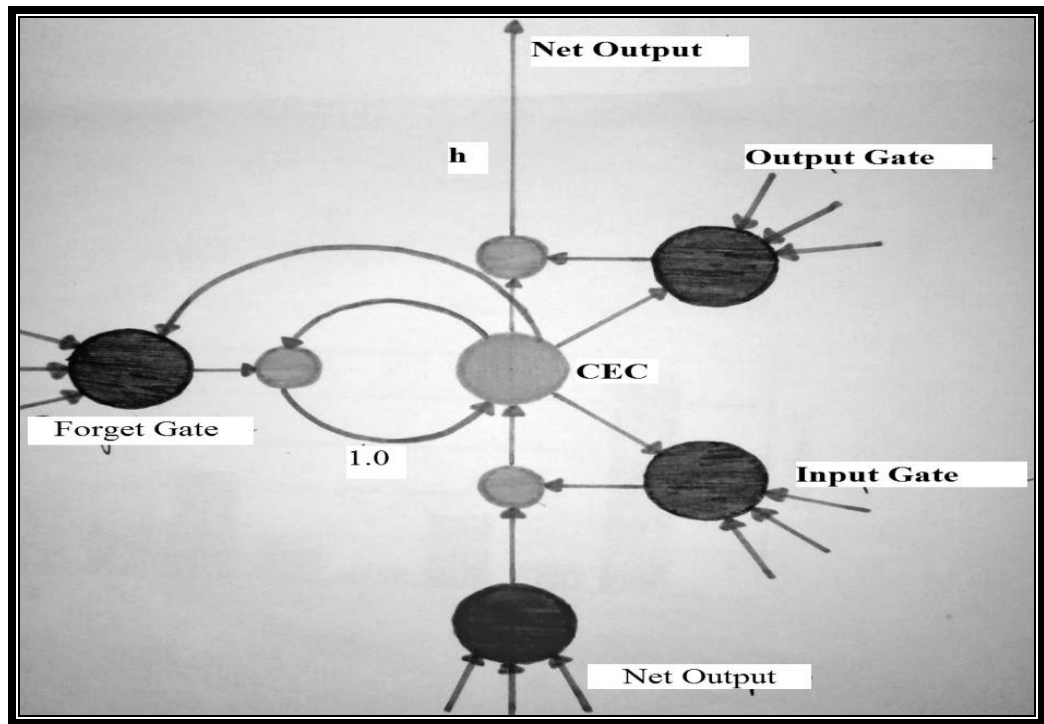 Net Output
h
Output Gate
CEC
Forget Gate
1.0
Input Gate
Net Output